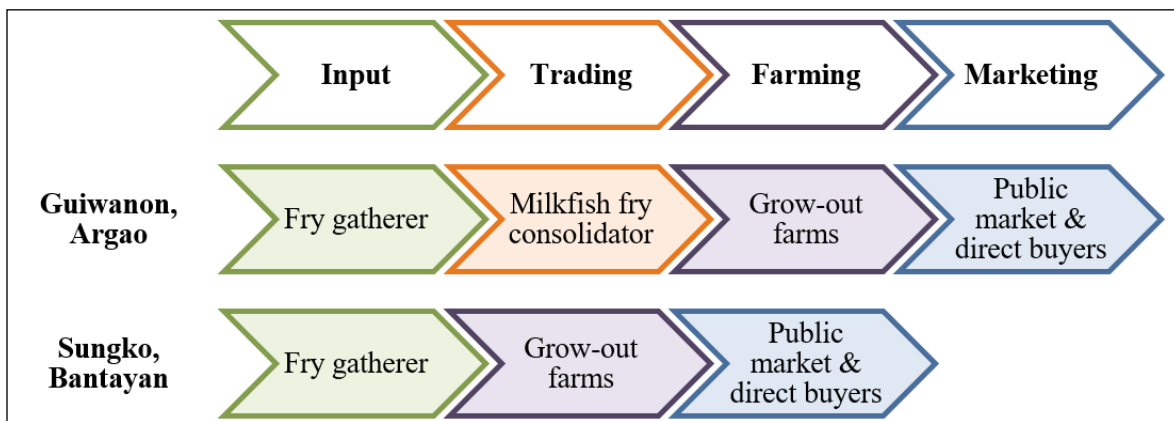 Input
Trading
Farming
Marketing
Guiwanon,
Argao
Fry gatherer
Milkfish fry
consolidator
Grow-out
farms
Public
market &
direct buyers
Sungko,
Bantayan
Fry gatherer
Grow-out
farms
Public
market &
direct buyers